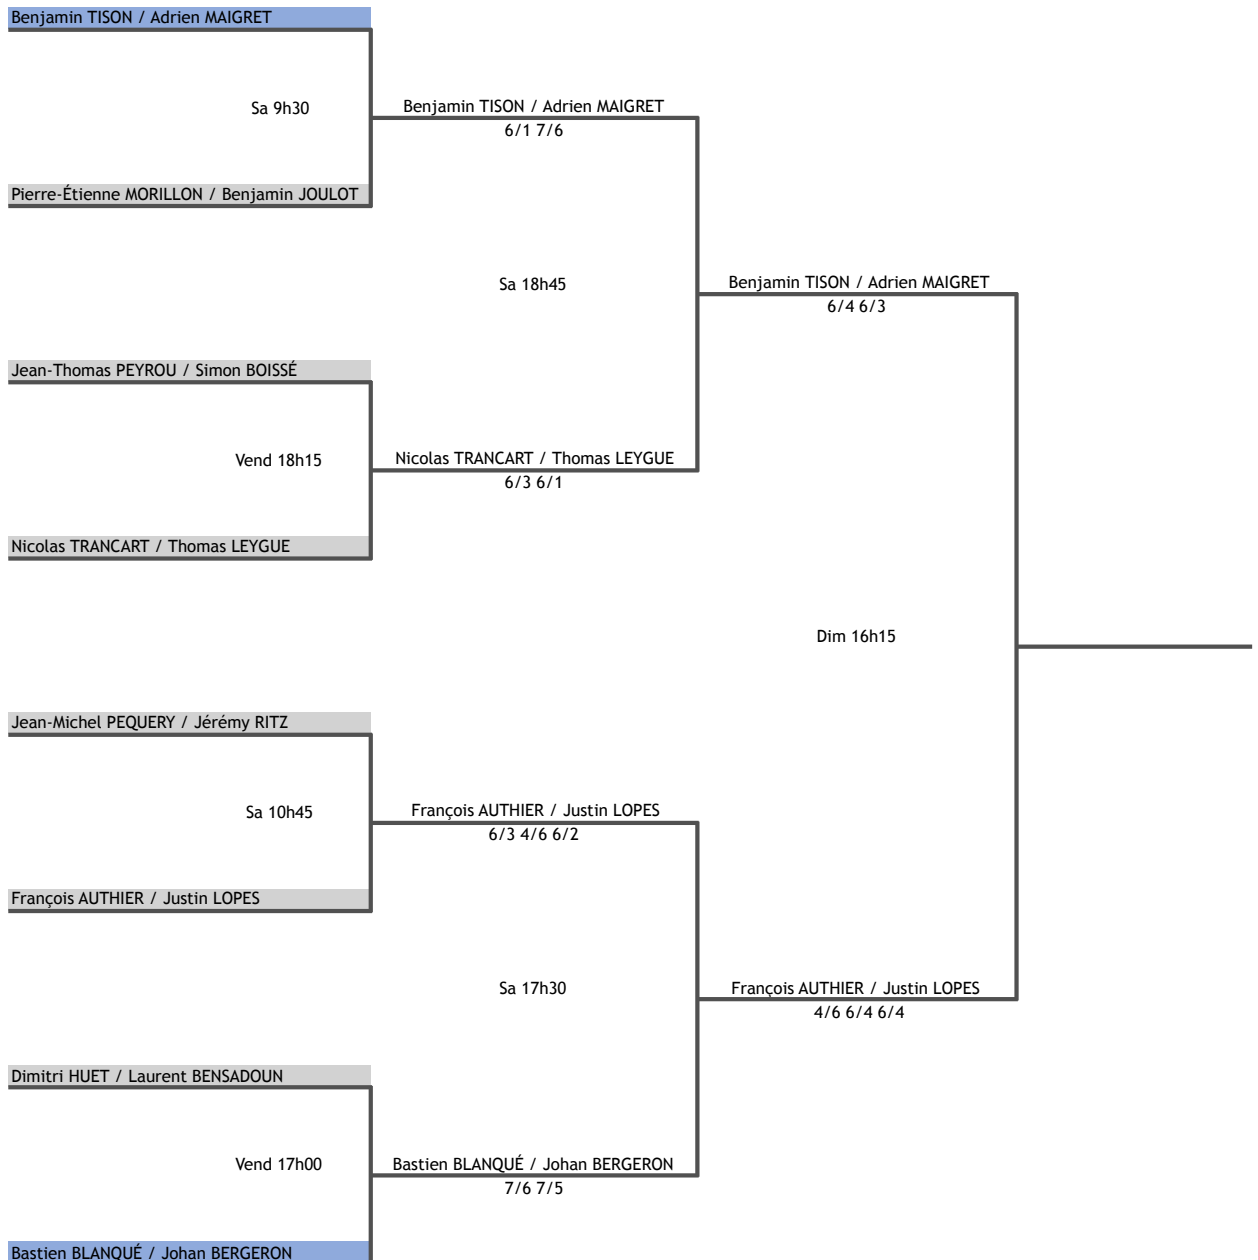 Benjamin TISON / Adrien MAIGRET
Sa 9h30
Benjamin TISON / Adrien MAIGRET
6/1 7/6
Pierre-Étienne MORILLON / Benjamin JOULOT
Sa 18h45
Benjamin TISON / Adrien MAIGRET
6/4 6/3
Jean-Thomas PEYROU / Simon BOISSÉ
Vend 18h15
Nicolas TRANCART / Thomas LEYGUE
6/3 6/1
Nicolas TRANCART / Thomas LEYGUE
Dim 16h15
Jean-Michel PEQUERY / Jérémy RITZ
Sa 10h45
François AUTHIER / Justin LOPES
6/3 4/6 6/2
François AUTHIER / Justin LOPES
Sa 17h30
François AUTHIER / Justin LOPES
4/6 6/4 6/4
Dimitri HUET / Laurent BENSADOUN
Vend 17h00
Bastien BLANQUÉ / Johan BERGERON
7/6 7/5
Bastien BLANQUÉ / Johan BERGERON